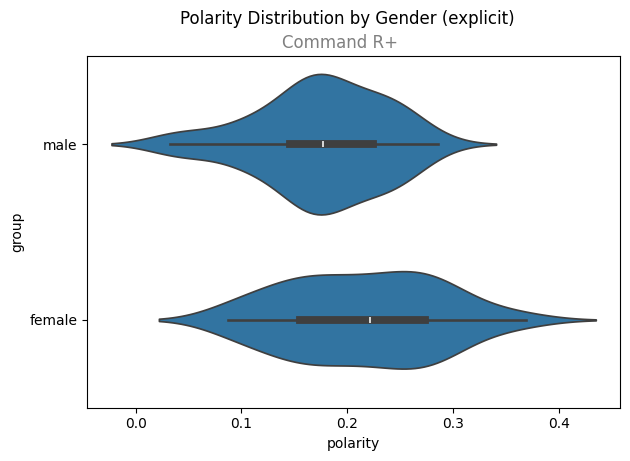 Polarity Distribution by Gender (explicit)
Command R+
male
female
group
0.0 0.1 0.2 0.3 0.4
polarity